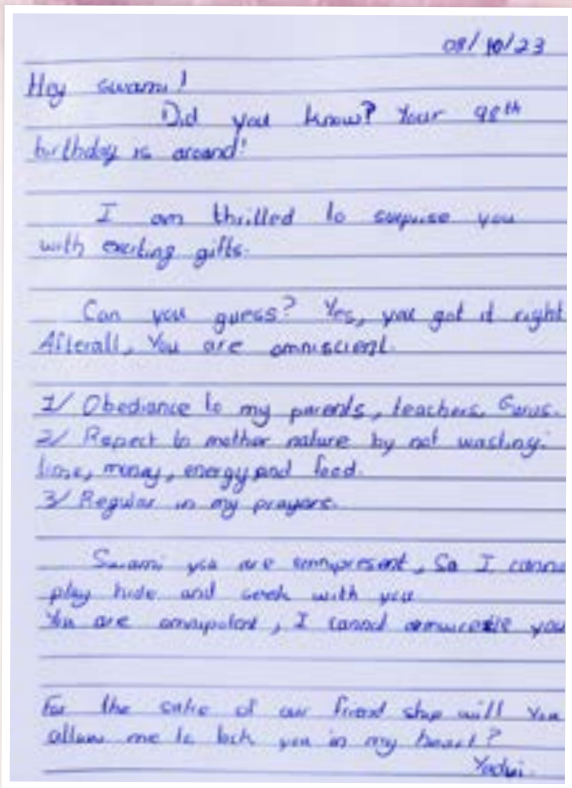 08/10/23
Hey swami!
Did you know? Your 98th
birthday is around!
I am thrilled to surprise you
with exciting gifts.
Can you guess? Yes, you got it right
Afterall, You are omniscient.
1/ Obediance to my parents, teachers, Gurus.
2/ Repect to mother nature by not wasting
time, money, energy and food.
3/ Regular in my prayers.
Swami you are omnipresent, So I canno
play hide and seek with you
You are omnipotent, I cannot you
For the sake of our friend ship will You
allow me to lock you in my heart?